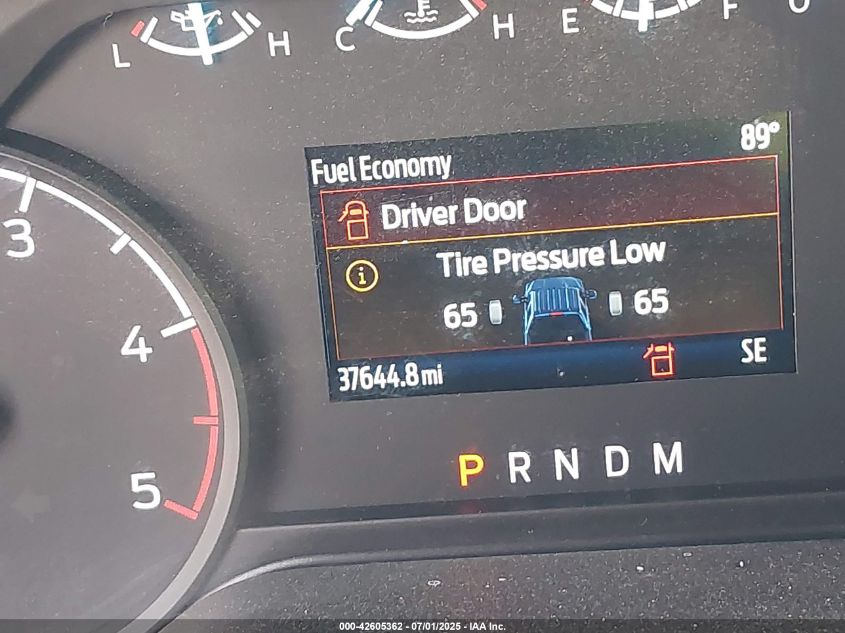 L H C H E F
Fuel Economy 89°
Driver Door
Tire Pressure Low
65 65
37644.8 mi SE
P R N D M
3
4
5
000-42605362 - 07/01/2025 - IAA Inc.